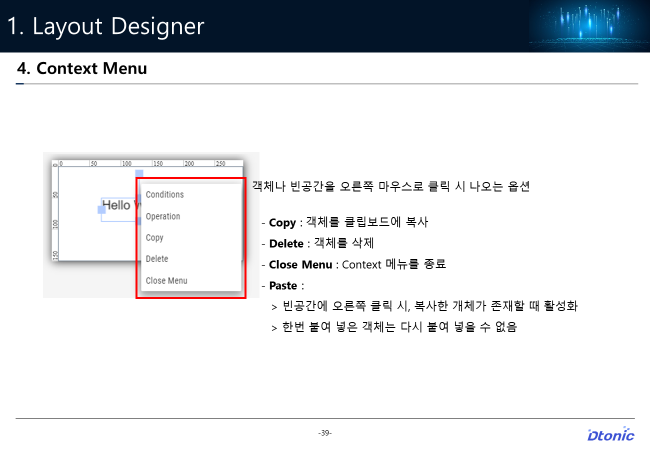 1. Layout Designer
4. Context Menu
0 50 100 150 200 250
0
50
100
150
Hello
Conditions
Operation
Copy
Delete
Close Menu
객체나 빈공간을 오른쪽 마우스로 클릭 시 나오는 옵션
- Copy : 객체를 클립보드에 복사
- Delete : 객체를 삭제
- Close Menu : Context 메뉴를 종료
- Paste :
> 빈공간에 오른쪽 클릭 시, 복사한 개체가 존재할 때 활성화
> 한번 붙여 넣은 객체는 다시 붙여 넣을 수 없음
-39-
Dtonic